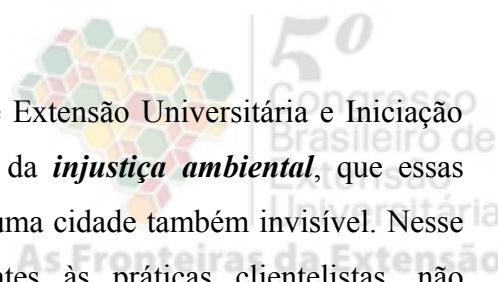 5º
Congresso
Brasileiro de
Extensão
Universitária
As Fronteiras da Extensão
Extensão Universitária e Iniciação
da injustiça ambiental, que essas
uma cidade também invisível. Nesse
às práticas clientelistas, não